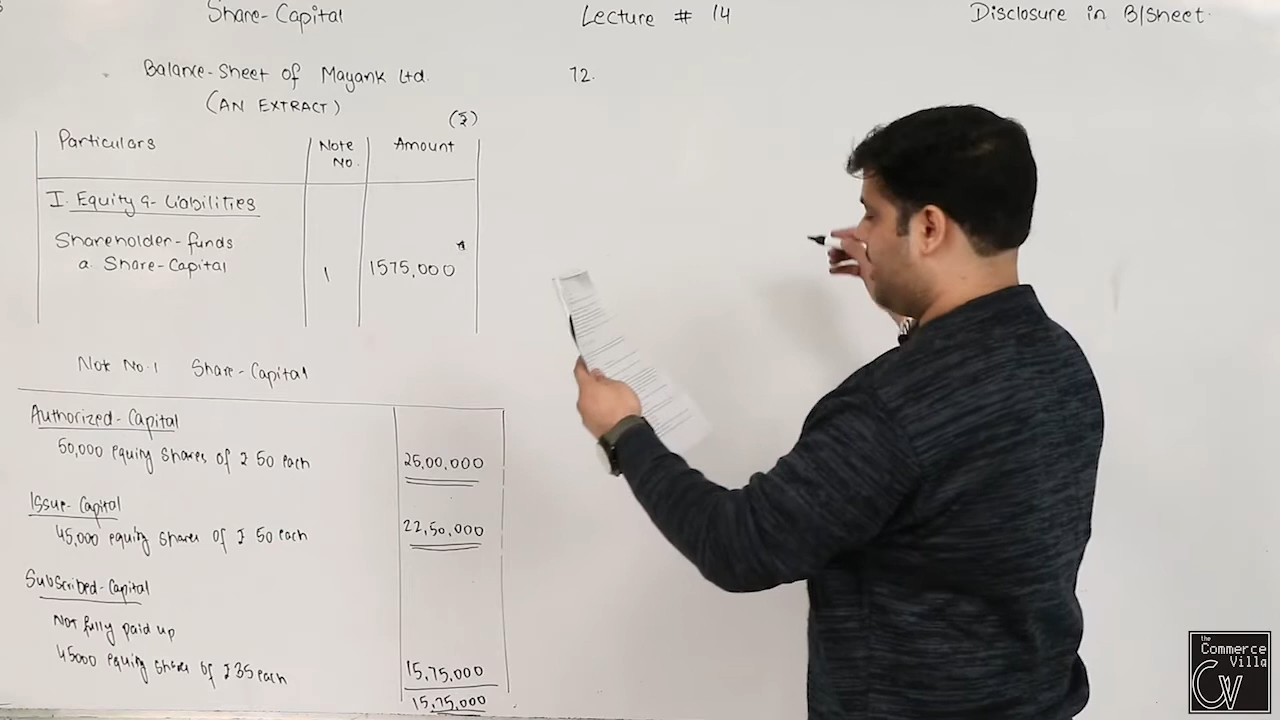 Share-Capital
Lecture # 14
Disclosure in B/Sheet.
Balance-Sheet of Mayank Ltd.
(AN EXTRACT)
72.
(₹)
Particulars
Note No.
Amount
I. Equity & Liabilities
Shareholder-funds
a. Share-Capital
1
1575,000
Note No.1 Share-Capital
Authorized-Capital
50,000 equity shares of ₹ 50 each
25,00,000
Issue-Capital
45,000 equity shares of ₹ 50 each
22,50,000
Subscribed-Capital
Not fully paid up
45000 equity shares of ₹ 35 each
15,75,000
15,75,000
the
Commerce
Villa
CV